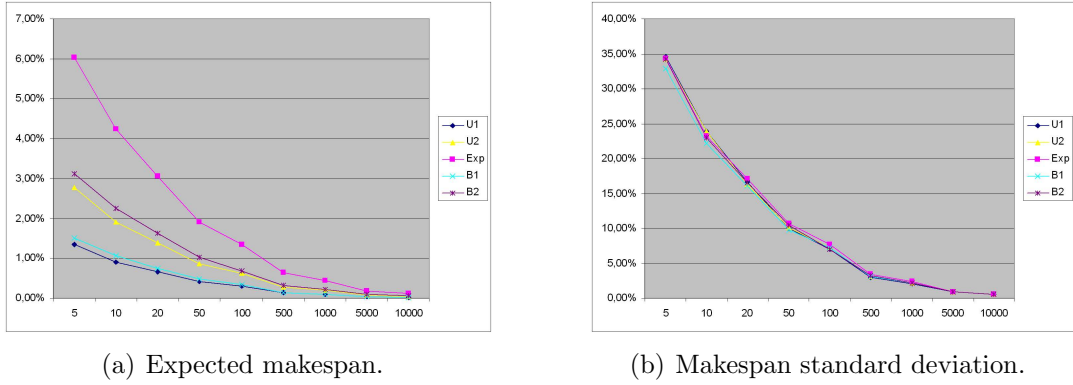 7,00%
6,00%
5,00%
4,00%
3,00%
2,00%
1,00%
0,00%
5 10 20 50 100 500 1000 5000 10000
U1
U2
Exp
B1
B2
(a) Expected makespan.
40,00%
35,00%
30,00%
25,00%
20,00%
15,00%
10,00%
5,00%
0,00%
5 10 20 50 100 500 1000 5000 10000
U1
U2
Exp
B1
B2
(b) Makespan standard deviation.